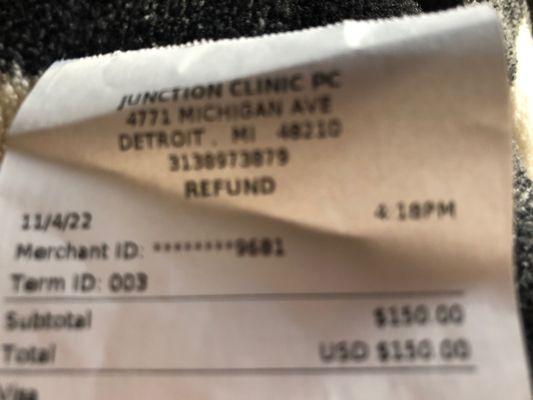 JUNCTION CLINIC PC
4771 MICHIGAN AVE
DETROIT , MI 48210
3138973879
REFUND
11/4/22 4:18PM
Merchant ID: ********9681
Term ID: 003
Subtotal $150.00
Total USD $150.00
Visa